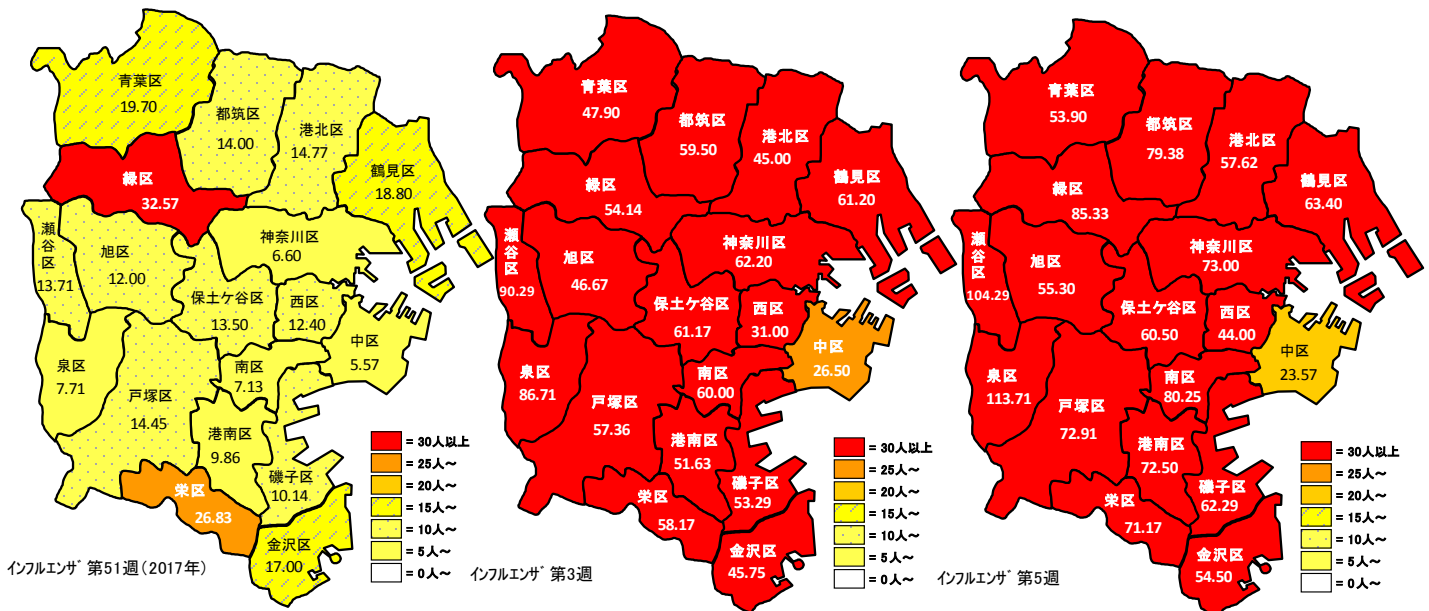 青葉区
19.70
都筑区
14.00
港北区
14.77
鶴見区
18.80
緑区
32.57
瀬谷区
13.71
旭区
12.00
神奈川区
6.60
保土ケ谷区
13.50
西区
12.40
中区
5.57
泉区
7.71
戸塚区
14.45
南区
7.13
港南区
9.86
磯子区
10.14
栄区
26.83
金沢区
17.00
= 30人以上
= 25人～
= 20人～
= 15人～
= 10人～
= 5人～
= 0人～
インフルエンザ 第51週(2017年)
青葉区
47.90
都筑区
59.50
港北区
45.00
鶴見区
61.20
緑区
54.14
瀬谷区
90.29
旭区
46.67
神奈川区
62.20
保土ケ谷区
61.17
西区
31.00
中区
26.50
泉区
86.71
戸塚区
57.36
南区
60.00
港南区
51.63
磯子区
53.29
栄区
58.17
金沢区
45.75
= 30人以上
= 25人～
= 20人～
= 15人～
= 10人～
= 5人～
= 0人～
インフルエンザ 第3週
青葉区
53.90
都筑区
79.38
港北区
57.62
鶴見区
63.40
緑区
85.33
瀬谷区
104.29
旭区
55.30
神奈川区
73.00
保土ケ谷区
60.50
西区
44.00
中区
23.57
泉区
113.71
戸塚区
72.91
南区
80.25
港南区
72.50
磯子区
62.29
栄区
71.17
金沢区
54.50
= 30人以上
= 25人～
= 20人～
= 15人～
= 10人～
= 5人～
= 0人～
インフルエンザ 第5週